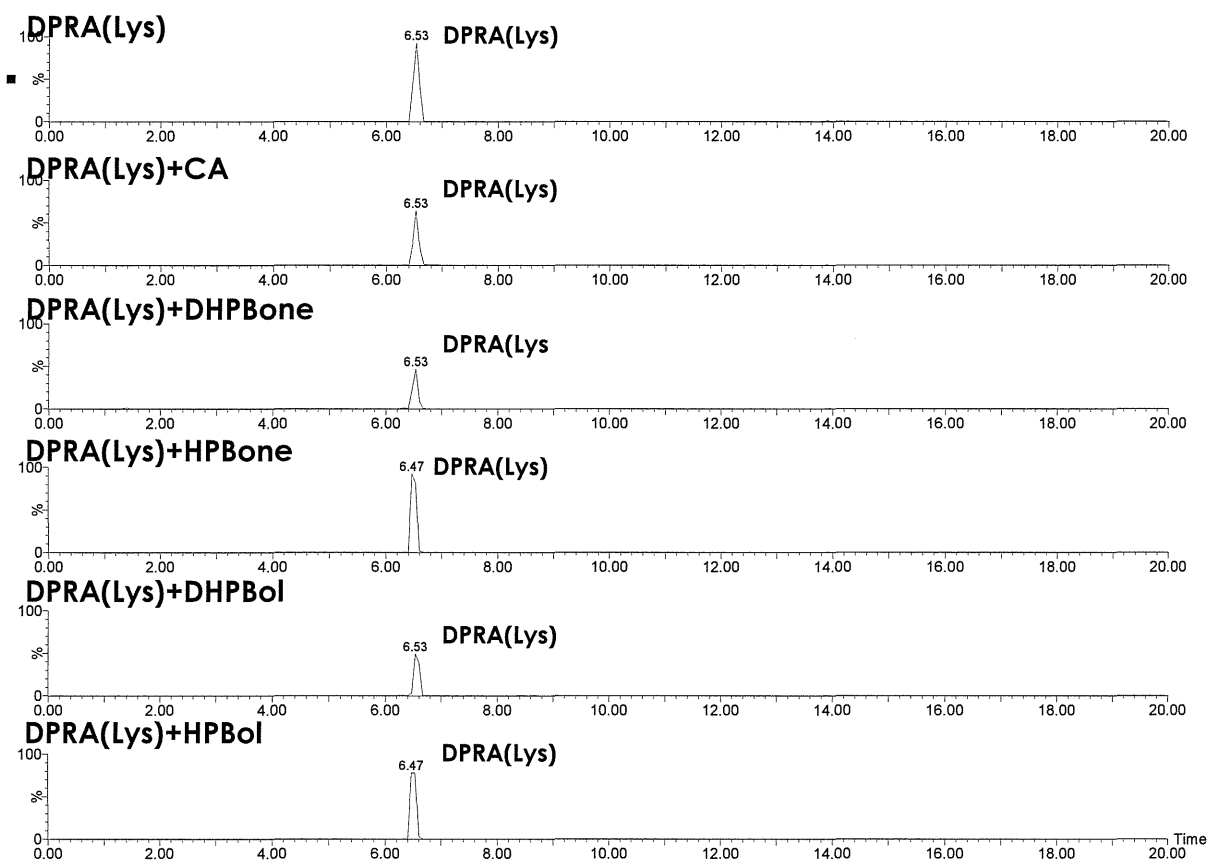 DPRA(Lys)
100
6.53 DPRA(Lys)
%
0
0.00 2.00 4.00 6.00 8.00 10.00 12.00 14.00 16.00 18.00 20.00
DPRA(Lys)+CA
100
DPRA(Lys)
6.53
%
0
0.00 2.00 4.00 6.00 8.00 10.00 12.00 14.00 16.00 18.00 20.00
DPRA(Lys)+DHPBone
100
DPRA(Lys
6.53
%
0
0.00 2.00 4.00 6.00 8.00 10.00 12.00 14.00 16.00 18.00 20.00
DPRA(Lys)+HPBone
100
6.47 DPRA(Lys)
%
0
0.00 2.00 4.00 6.00 8.00 10.00 12.00 14.00 16.00 18.00 20.00
DPRA(Lys)+DHPBol
100
DPRA(Lys)
6.53
%
0
0.00 2.00 4.00 6.00 8.00 10.00 12.00 14.00 16.00 18.00 20.00
DPRA(Lys)+HPBol
100
DPRA(Lys)
6.47
%
0
Time
0.00 2.00 4.00 6.00 8.00 10.00 12.00 14.00 16.00 18.00 20.00